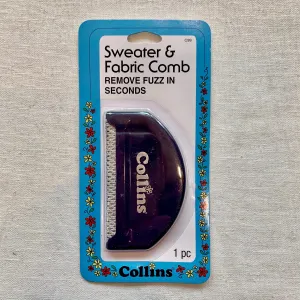 Sweater &
Fabric Comb
REMOVE FUZZ IN
SECONDS
Collins
1 pc
Collins